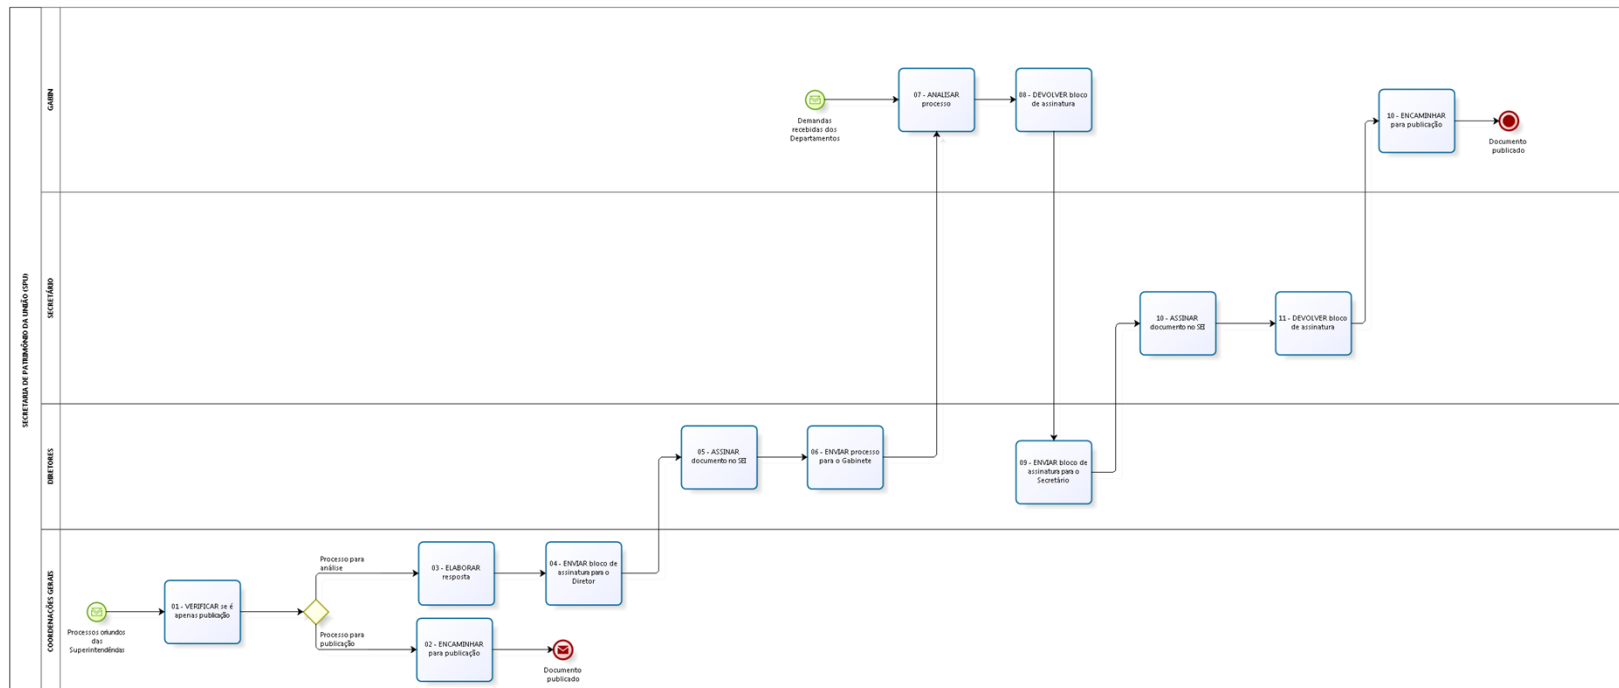 SECRETARIA DE PATRIMÔNIO DA UNIÃO (SPU)
GABIN
Demandas
recebidas dos
Departamentos
07 - ANALISAR
processo
08 - DEVOLVER bloco
de assinatura
10 - ENCAMINHAR
para publicação
Documento
publicado
SECRETÁRIO
10 - ASSINAR
documento no SEI
11 - DEVOLVER bloco
de assinatura
DIRETORES
05 - ASSINAR
documento no SEI
06 - ENVIAR processo
para o Gabinete
09 - ENVIAR bloco de
assinatura para o
Secretário
COORDENAÇÕES GERAIS
Processos oriundos
das
Superintendências
01 - VERIFICAR se é
apenas publicação
Processo para
análise
03 - ELABORAR
resposta
04 - ENVIAR bloco de
assinatura para o
Diretor
Processo para
publicação
02 - ENCAMINHAR
para publicação
Documento
publicado